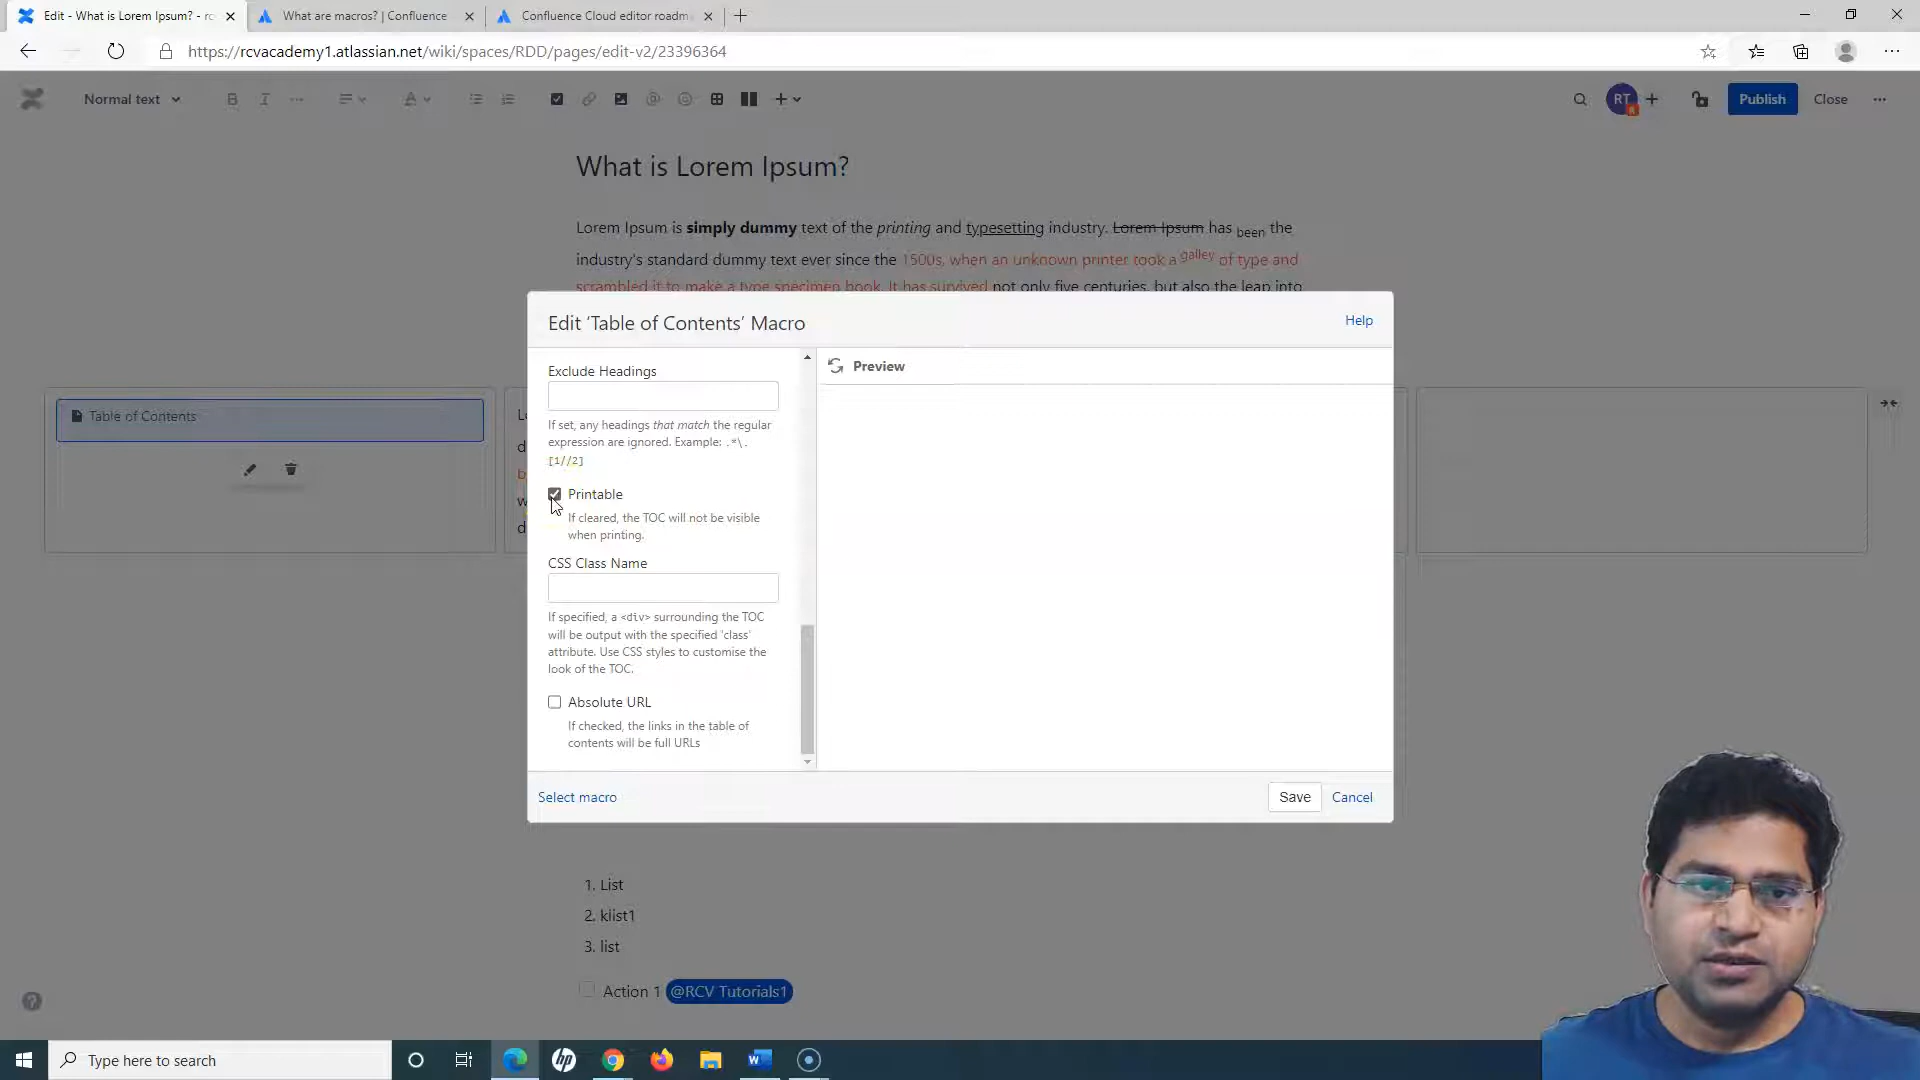 Edit - What is Lorem Ipsum? - rc
What are macros? | Confluence
Confluence Cloud editor roadm
https://rcvacademy1.atlassian.net/wiki/spaces/RDD/pages/edit-v2/23396364
Normal text
B I A
RT
R
Publish
Close
What is Lorem Ipsum?
Lorem Ipsum is simply dummy text of the printing and typesetting industry. Lorem Ipsum has been the
industry's standard dummy text ever since the 1500s, when an unknown printer took a galley of type and
scrambled it to make a type specimen book. It has survived not only five centuries, but also the leap into
Edit ‘Table of Contents’ Macro
Help
Exclude Headings
If set, any headings that match the regular
expression are ignored. Example: .*\.
[1//2]
Printable
If cleared, the TOC will not be visible
when printing.
CSS Class Name
If specified, a <div> surrounding the TOC
will be output with the specified 'class'
attribute. Use CSS styles to customise the
look of the TOC.
Absolute URL
If checked, the links in the table of
contents will be full URLs
Preview
Select macro
Save
Cancel
Table of Contents
1. List
2. klist1
3. list
Action 1 @RCV Tutorials1
Type here to search
hp
W